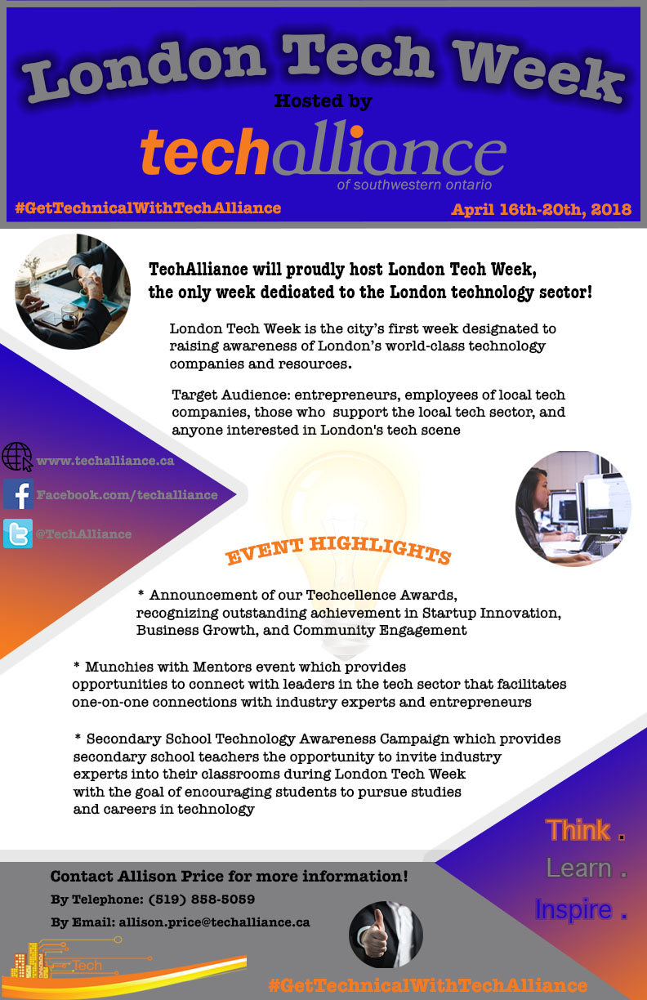 London Tech Week
Hosted by
techalliance
of southwestern ontario
#GetTechnicalWithTechAlliance
April 16th-20th, 2018
TechAlliance will proudly host London Tech Week,
the only week dedicated to the London technology sector!
London Tech Week is the city's first week designated to
raising awareness of London's world-class technology
companies and resources.
Target Audience: entrepreneurs, employees of local tech
companies, those who  support the local tech sector, and
anyone interested in London's tech scene
www.techalliance.ca
Facebook.com/techalliance
@TechAlliance
EVENT HIGHLIGHTS
* Announcement of our Techcellence Awards,
recognizing outstanding achievement in Startup Innovation,
Business Growth, and Community Engagement
* Munchies with Mentors event which provides
opportunities to connect with leaders in the tech sector that facilitates
one-on-one connections with industry experts and entrepreneurs
* Secondary School Technology Awareness Campaign which provides
secondary school teachers the opportunity to invite industry
experts into their classrooms during London Tech Week
with the goal of encouraging students to pursue studies
and careers in technology
Think .
Learn .
Inspire .
Contact Allison Price for more information!
By Telephone: (519) 858-5059
By Email: allison.price@techalliance.ca
Tech
#GetTechnicalWithTechAlliance